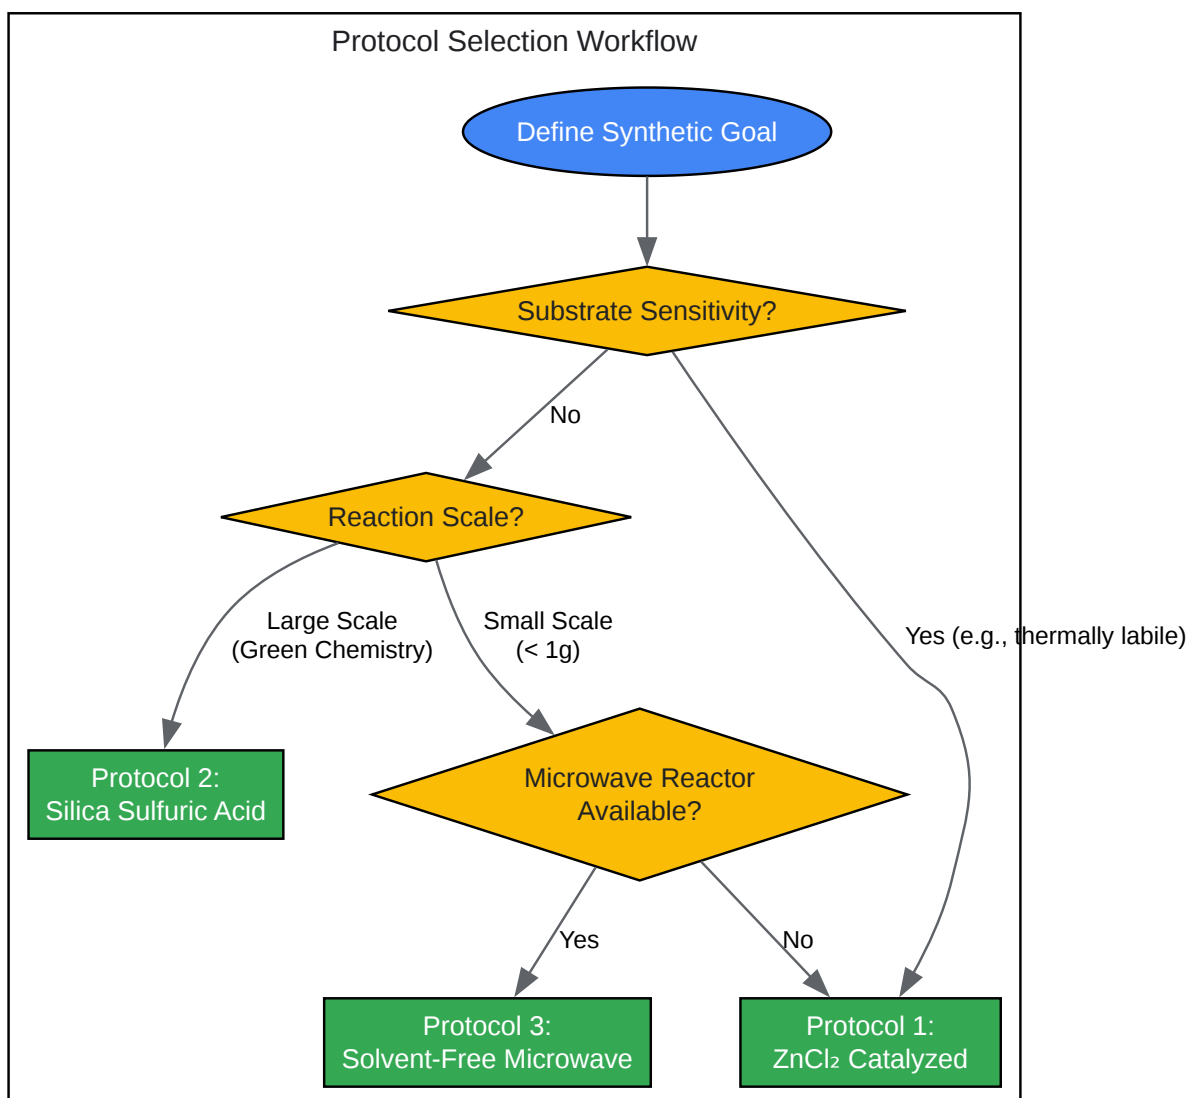 Protocol Selection Workflow
Define Synthetic Goal
Substrate Sensitivity?
No
Reaction Scale?
Large Scale
(Green Chemistry)
Small Scale
(< 1g)
Yes (e.g., thermally labile)
Protocol 2:
Silica Sulfuric Acid
Microwave Reactor
Available?
Yes
No
Protocol 3:
Solvent-Free Microwave
Protocol 1:
ZnCl₂ Catalyzed